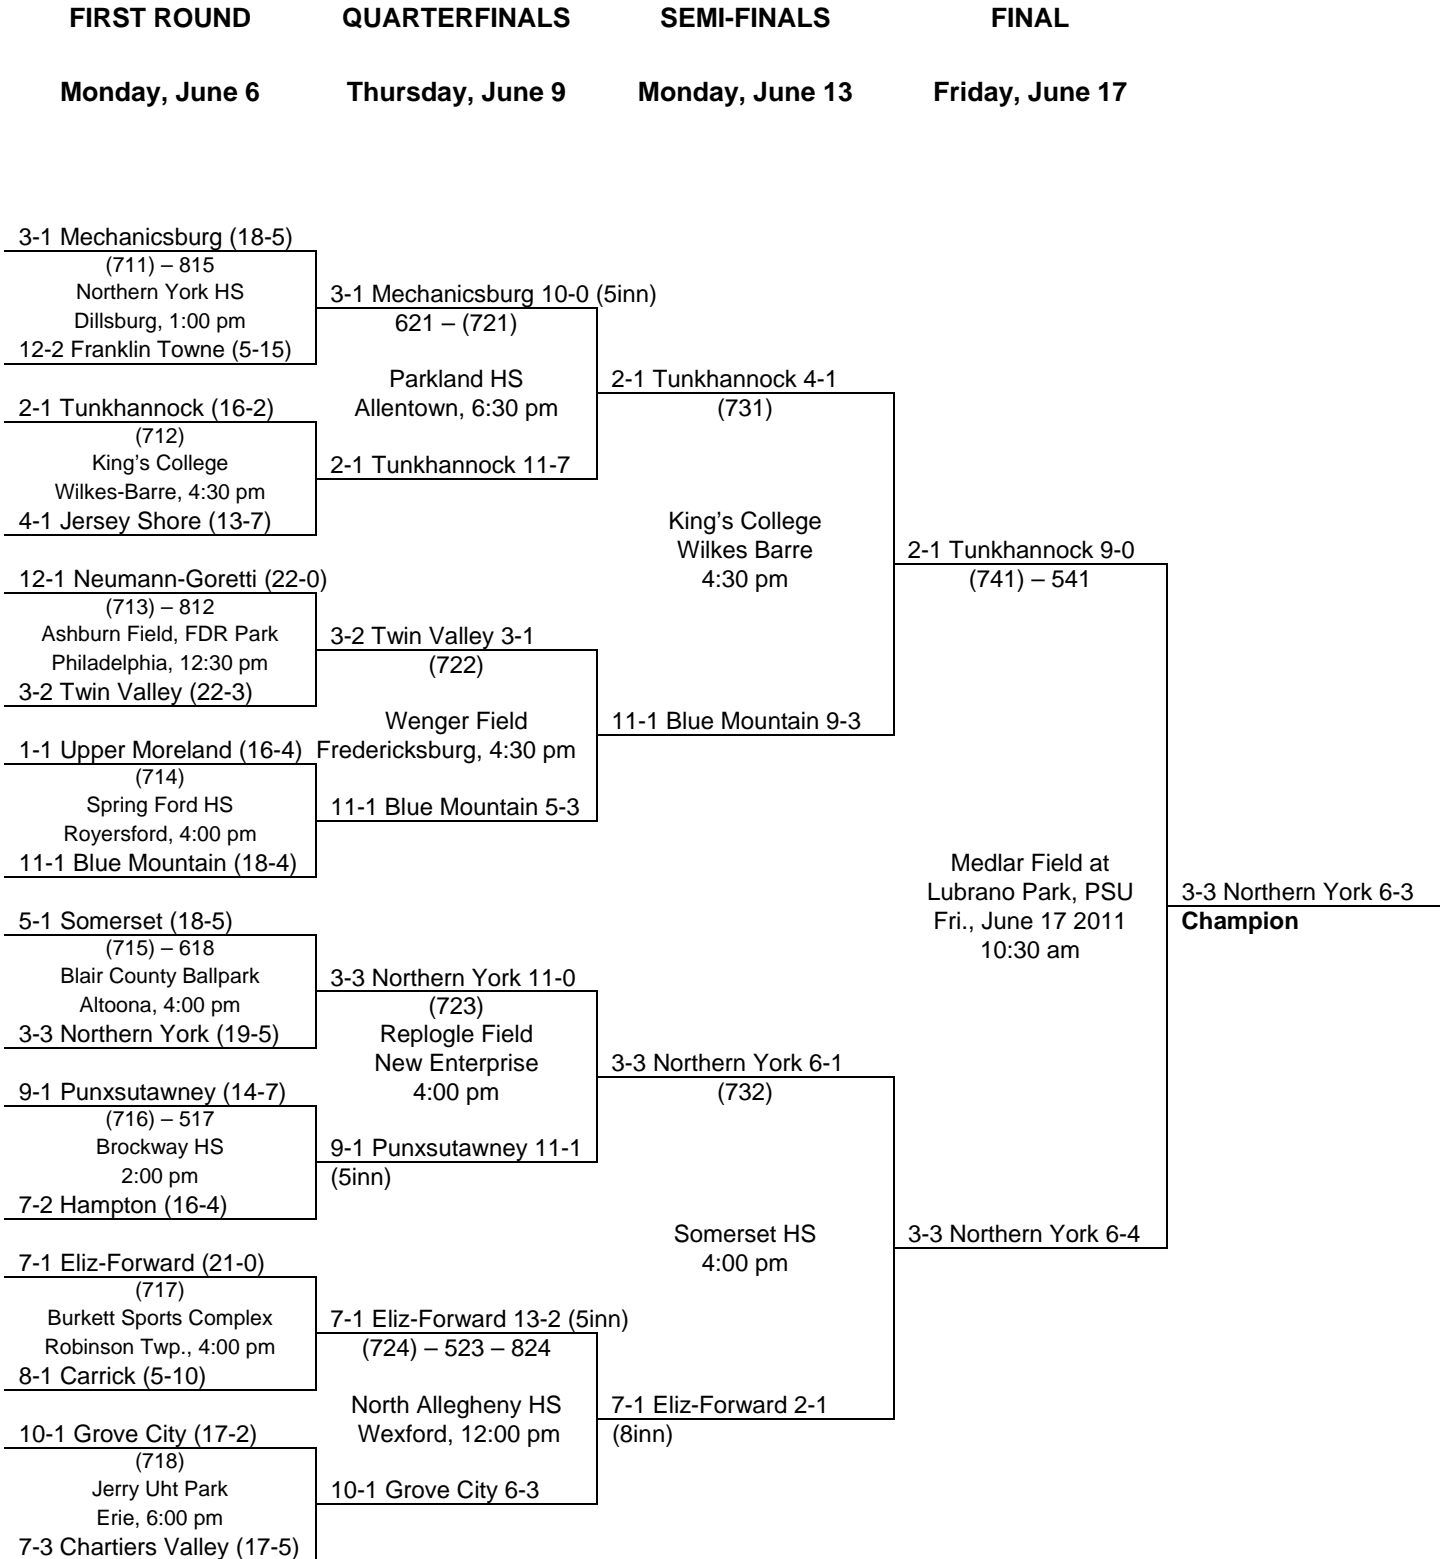 FIRST ROUND
QUARTERFINALS
SEMI-FINALS
FINAL
Monday, June 6
Thursday, June 9
Monday, June 13
Friday, June 17
3-1 Mechanicsburg (18-5)
(711) – 815
Northern York HS
Dillsburg, 1:00 pm
12-2 Franklin Towne (5-15)
2-1 Tunkhannock (16-2)
(712)
King’s College
Wilkes-Barre, 4:30 pm
4-1 Jersey Shore (13-7)
12-1 Neumann-Goretti (22-0)
(713) – 812
Ashburn Field, FDR Park
Philadelphia, 12:30 pm
3-2 Twin Valley (22-3)
1-1 Upper Moreland (16-4)
(714)
Spring Ford HS
Royersford, 4:00 pm
11-1 Blue Mountain (18-4)
5-1 Somerset (18-5)
(715) – 618
Blair County Ballpark
Altoona, 4:00 pm
3-3 Northern York (19-5)
9-1 Punxsutawney (14-7)
(716) – 517
Brockway HS
2:00 pm
7-2 Hampton (16-4)
7-1 Eliz-Forward (21-0)
(717)
Burkett Sports Complex
Robinson Twp., 4:00 pm
8-1 Carrick (5-10)
10-1 Grove City (17-2)
(718)
Jerry Uht Park
Erie, 6:00 pm
7-3 Chartiers Valley (17-5)
3-1 Mechanicsburg 10-0 (5inn)
621 – (721)
Parkland HS
Allentown, 6:30 pm
2-1 Tunkhannock 11-7
3-2 Twin Valley 3-1
(722)
Wenger Field
Fredericksburg, 4:30 pm
11-1 Blue Mountain 5-3
3-3 Northern York 11-0
(723)
Replogle Field
New Enterprise
4:00 pm
9-1 Punxsutawney 11-1
(5inn)
7-1 Eliz-Forward 13-2 (5inn)
(724) – 523 – 824
North Allegheny HS
Wexford, 12:00 pm
10-1 Grove City 6-3
2-1 Tunkhannock 4-1
(731)
King’s College
Wilkes Barre
4:30 pm
11-1 Blue Mountain 9-3
3-3 Northern York 6-1
(732)
Somerset HS
4:00 pm
7-1 Eliz-Forward 2-1
(8inn)
2-1 Tunkhannock 9-0
(741) – 541
Medlar Field at
Lubrano Park, PSU
Fri., June 17 2011
10:30 am
3-3 Northern York 6-4
3-3 Northern York 6-3
Champion